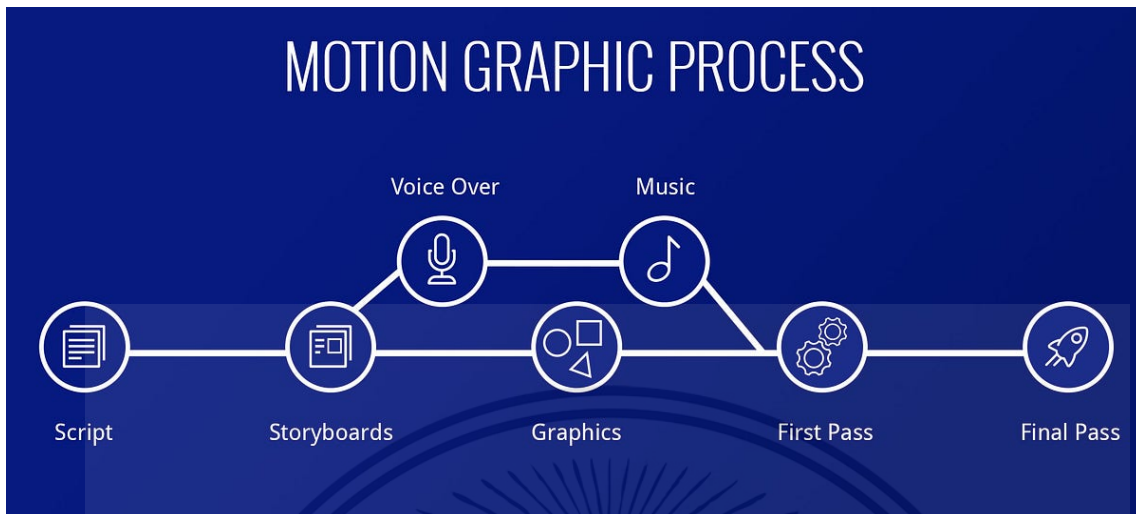 MOTION GRAPHIC PROCESS
Voice Over
Music
Script
Storyboards
Graphics
First Pass
Final Pass